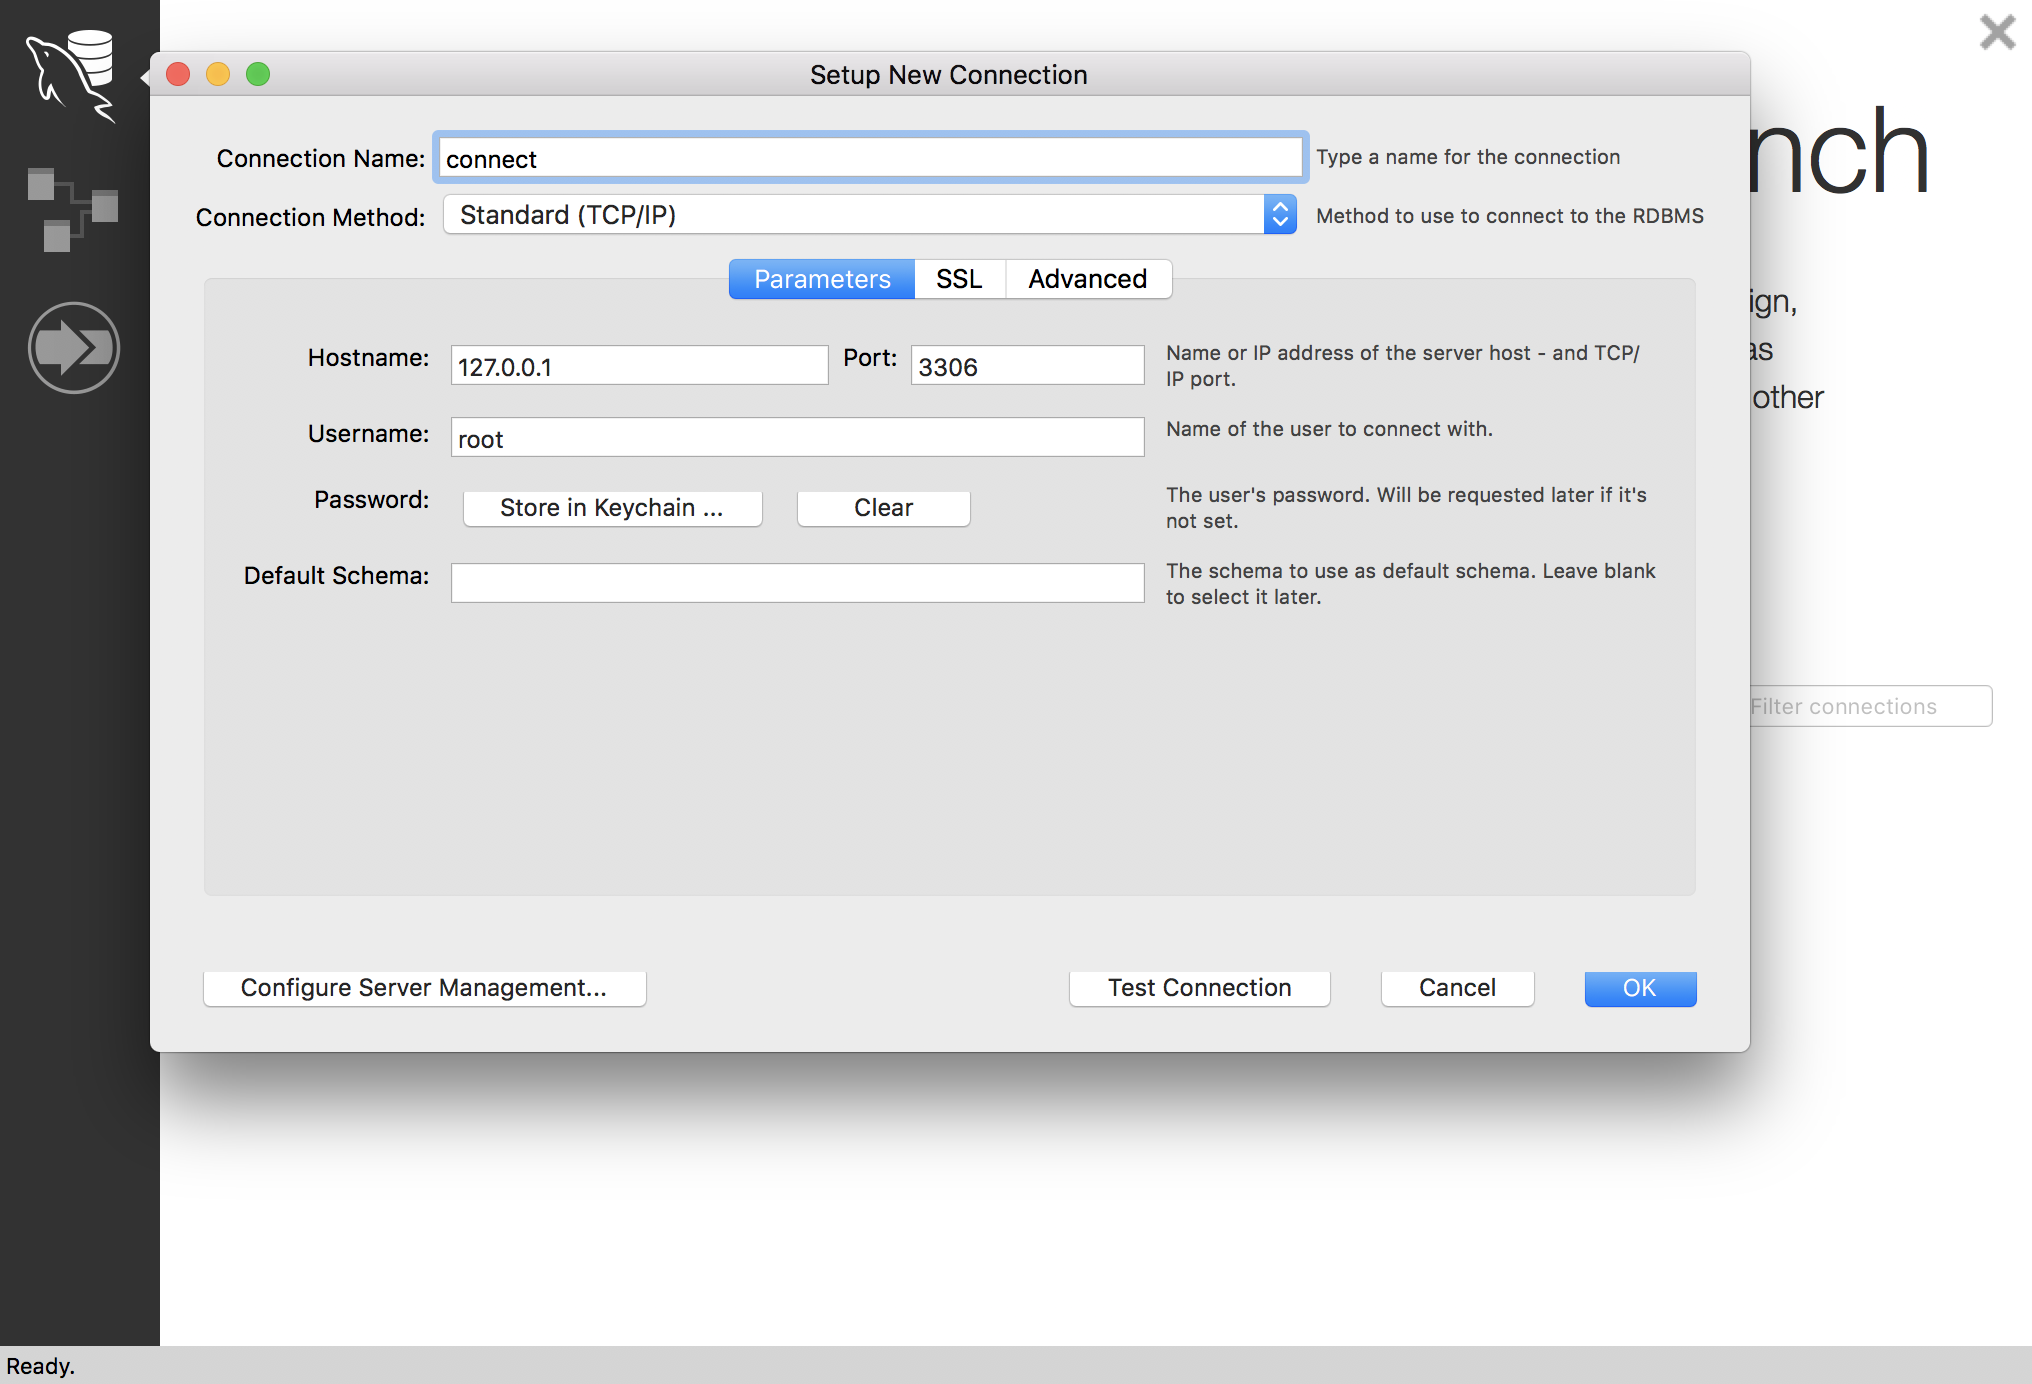 Setup New Connection
nch
Connection Name: connect Type a name for the connection
Connection Method: Standard (TCP/IP) Method to use to connect to the RDBMS
Parameters SSL Advanced
ign,
Hostname: 127.0.0.1 Port: 3306 Name or IP address of the server host - and TCP/
IP port.
as
other
Username: root Name of the user to connect with.
Password: Store in Keychain ... Clear The user's password. Will be requested later if it's
not set.
Default Schema: The schema to use as default schema. Leave blank
to select it later.
Filter connections
Configure Server Management... Test Connection Cancel OK
Ready.